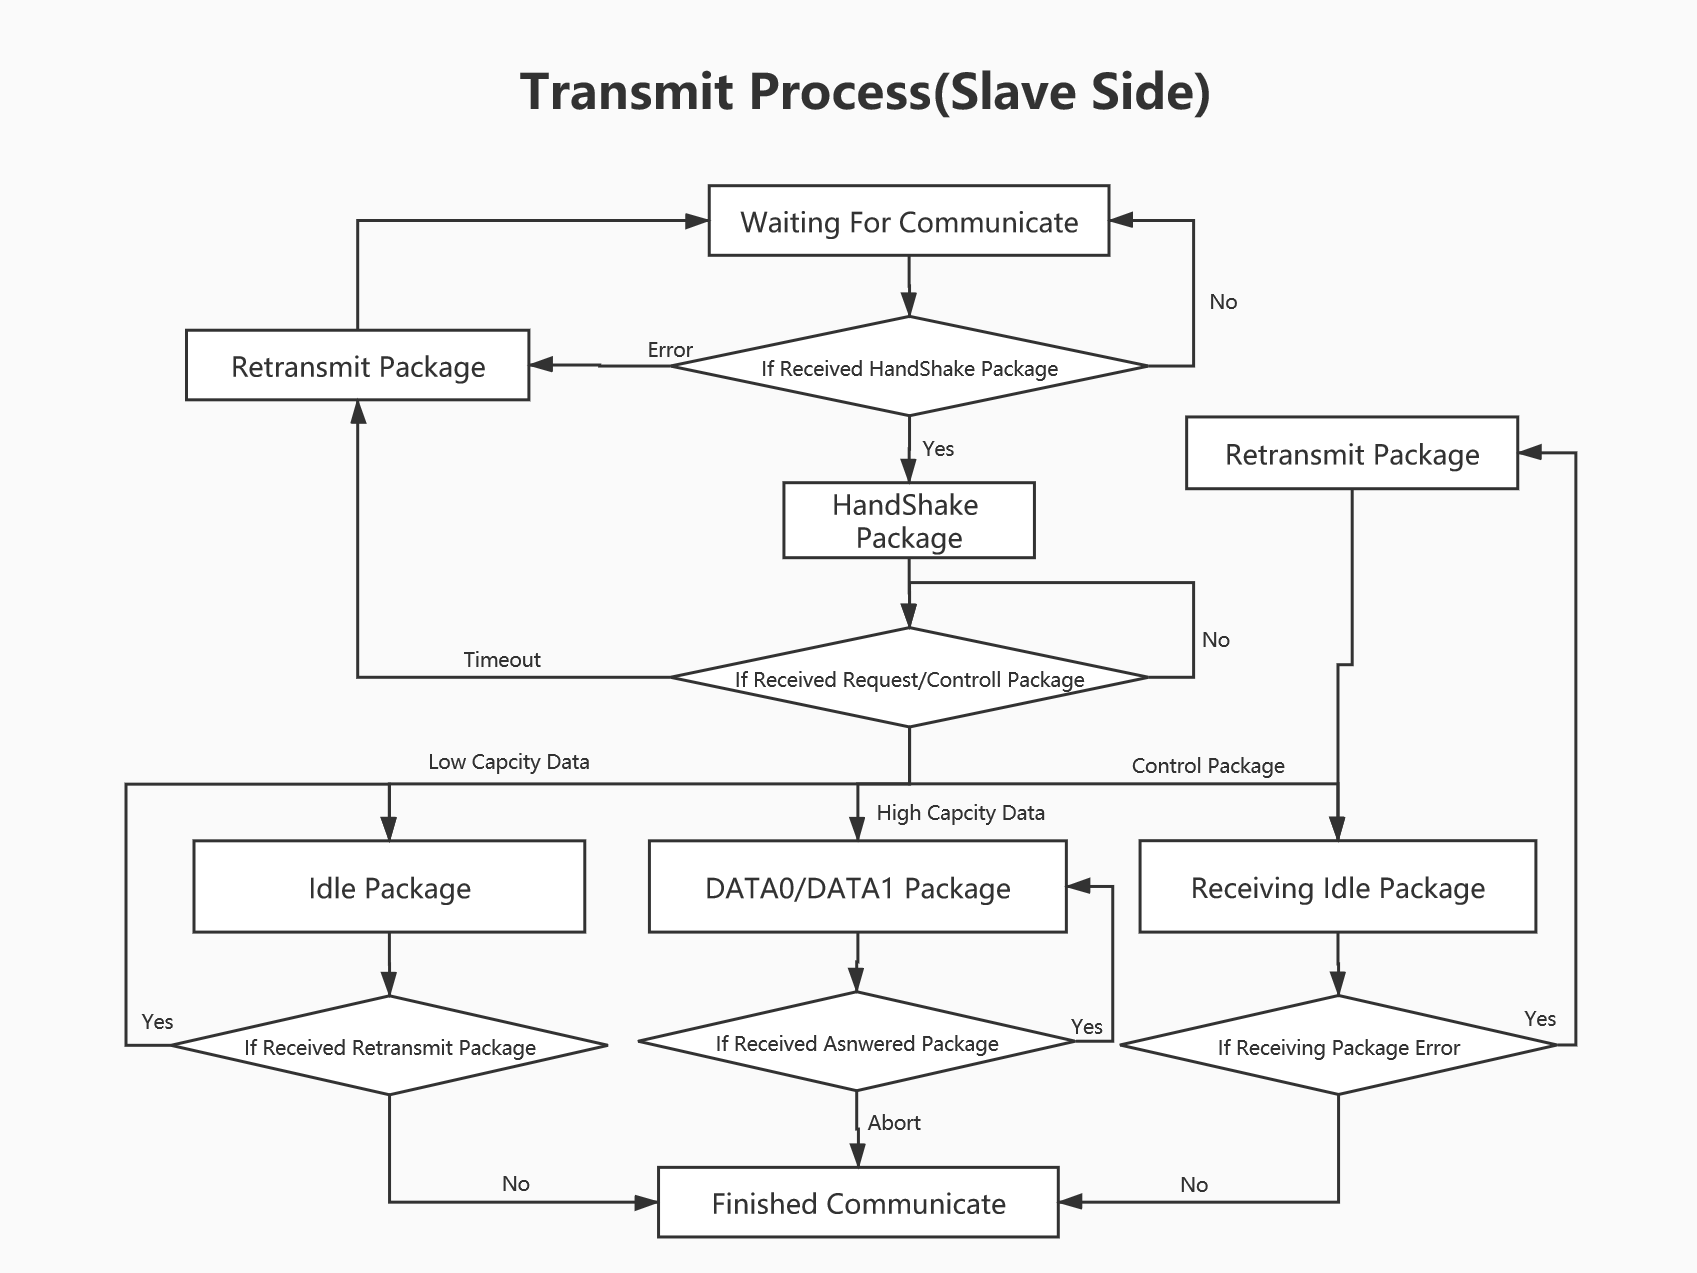 Transmit Process(Slave Side)
Waiting For Communicate
No
Error
Retransmit Package
If Received HandShake Package
Yes
Retransmit Package
HandShake
Package
No
Timeout
If Received Request/Controll Package
Low Capcity Data
Control Package
High Capcity Data
Idle Package
DATA0/DATA1 Package
Receiving Idle Package
Yes
If Received Retransmit Package
Yes
If Received Asnwered Package
Yes
If Receiving Package Error
Abort
No
No
Finished Communicate